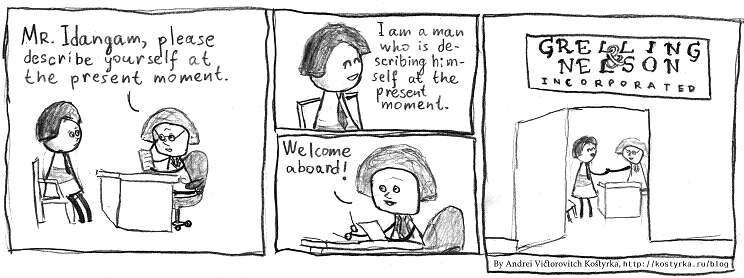 Mr. Idangam, please
describe yourself at
the present moment.
I am a man
who is de-
scribing him-
self at the
present
moment.
Welcome
aboard!
GRELLING
&
NELSON
INCORPORATED
By Andrei Victorovitch Kostyrka, http://kostyrka.ru/blog